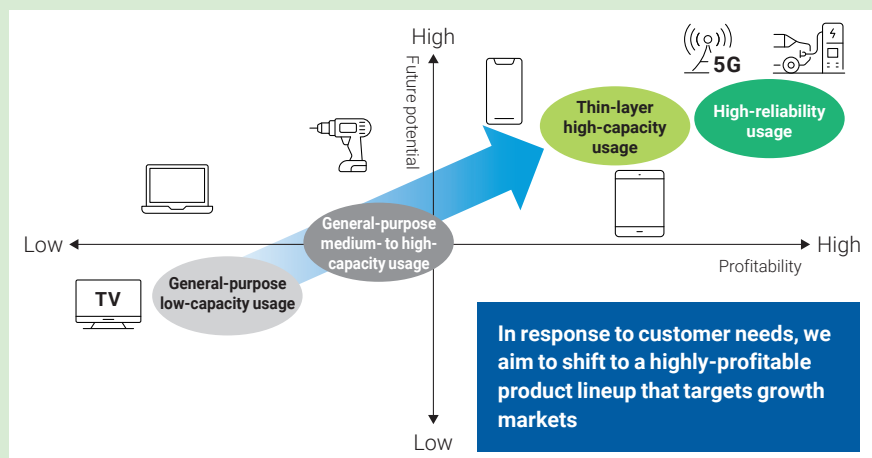 High
Future potential
5G
Thin-layer
high-capacity
usage
High-reliability
usage
General-purpose
medium- to high-
capacity usage
Low
High
Profitability
TV
General-purpose
low-capacity usage
In response to customer needs, we
aim to shift to a highly-profitable
product lineup that targets growth
markets
Low